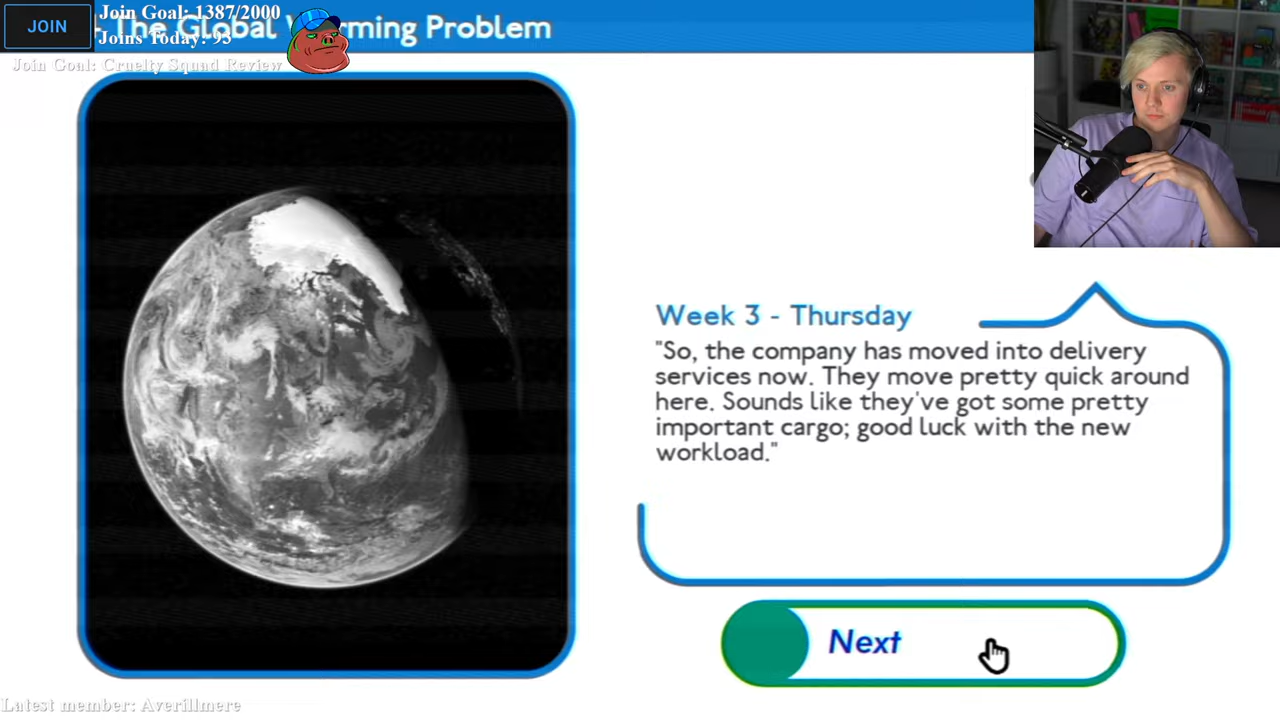 JOIN
Join Goal: 1387/2000
Joins Today: 93
Join Goal: Cruelty Squad Review
The Global Warming Problem
Week 3 - Thursday
"So, the company has moved into delivery
services now. They move pretty quick around
here. Sounds like they've got some pretty
important cargo; good luck with the new
workload."
Next
Latest member: Averillmere